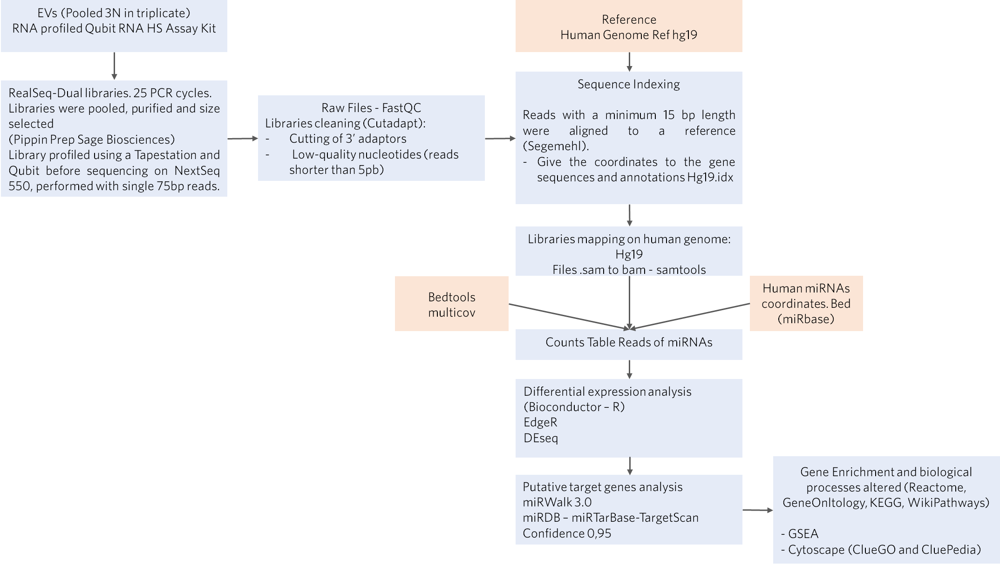 EVs (Pooled 3N in triplicate)
RNA profiled Qubit RNA HS Assay Kit
RealSeq-Dual libraries. 25 PCR cycles.
Libraries were pooled, purified and size
selected
(Pippin Prep Sage Biosciences)
Library profiled using a Tapestation and
Qubit before sequencing on NextSeq
550, performed with single 75bp reads.
Raw Files - FastQC
Libraries cleaning (Cutadapt):
- Cutting of 3’ adaptors
- Low-quality nucleotides (reads
shorter than 5pb)
Reference
Human Genome Ref hg19
Sequence Indexing
Reads with a minimum 15 bp length
were aligned to a reference
(Segemehl).
- Give the coordinates to the gene
sequences and annotations Hg19.idx
Libraries mapping on human genome:
Hg19
Files .sam to bam - samtools
Bedtools
multicov
Human miRNAs
coordinates. Bed
(miRbase)
Counts Table Reads of miRNAs
Differential expression analysis
(Bioconductor – R)
EdgeR
DEseq
Putative target genes analysis
miRWalk 3.0
miRDB – miRTarBase-TargetScan
Confidence 0,95
Gene Enrichment and biological
processes altered (Reactome,
GeneOnltology, KEGG, WikiPathways)
- GSEA
- Cytoscape (ClueGO and CluePedia)